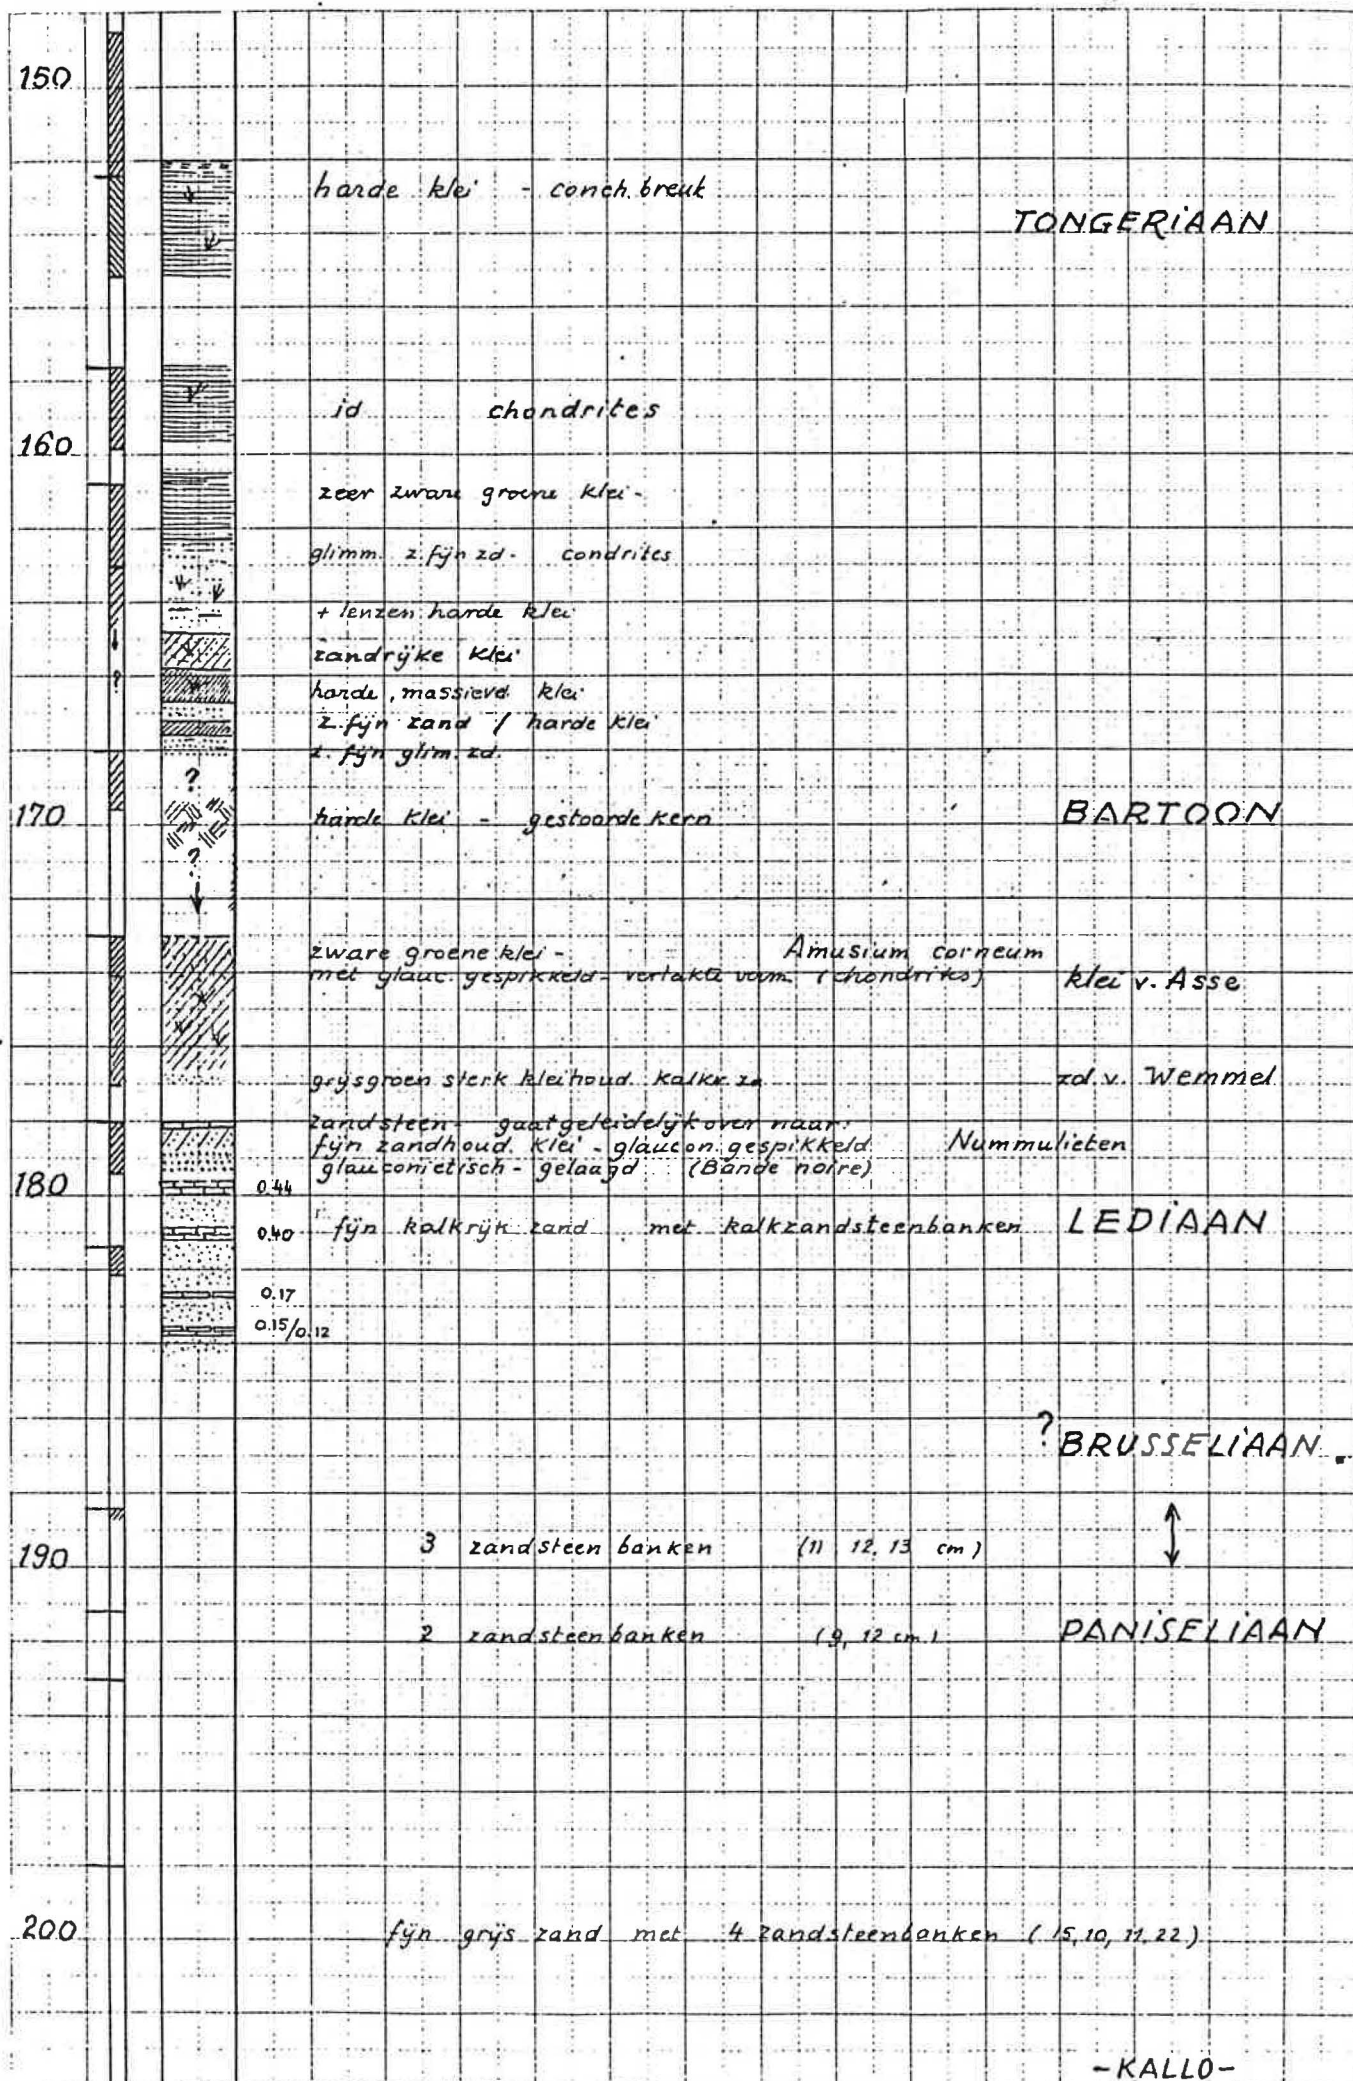 150
harde klei - conch. breuk
TONGERIAAN
id chondrites
160
zeer zware groene klei -
glimm. z. fijn zd - condrites
+ lenzen harde klei
zandrijke klei
?
harde, massieve klei
z. fijn zand / harde klei
z. fijn glim. zd.
?
170
harde klei - gestoorde kern
BARTOON
?
zware groene klei - Amusium corneum
met glauc. gespikkeld - vertakte (chondrites) klei v. Asse
grijsgroen sterk kleihoud. kalkr. zd. v. Wemmel
zandsteen - gaat geleidelijk over naar:
fijn zandhoud. klei - glaucon. gespikkeld Nummulieten
glauconietisch - gelaagd (Bande noire)
180
0.44
0.40 fijn kalkrijk zand met kalkzandsteenbanken LEDIAAN
0.17
0.15/0.12
? BRUSSELIAAN
190
3 zandsteenbanken (11 12, 13 cm)
2 zandsteenbanken (9, 12 cm) PANISELIAAN
200
fijn grijs zand met 4 zandsteenbanken (15, 10, 11, 22)
- KALLO -